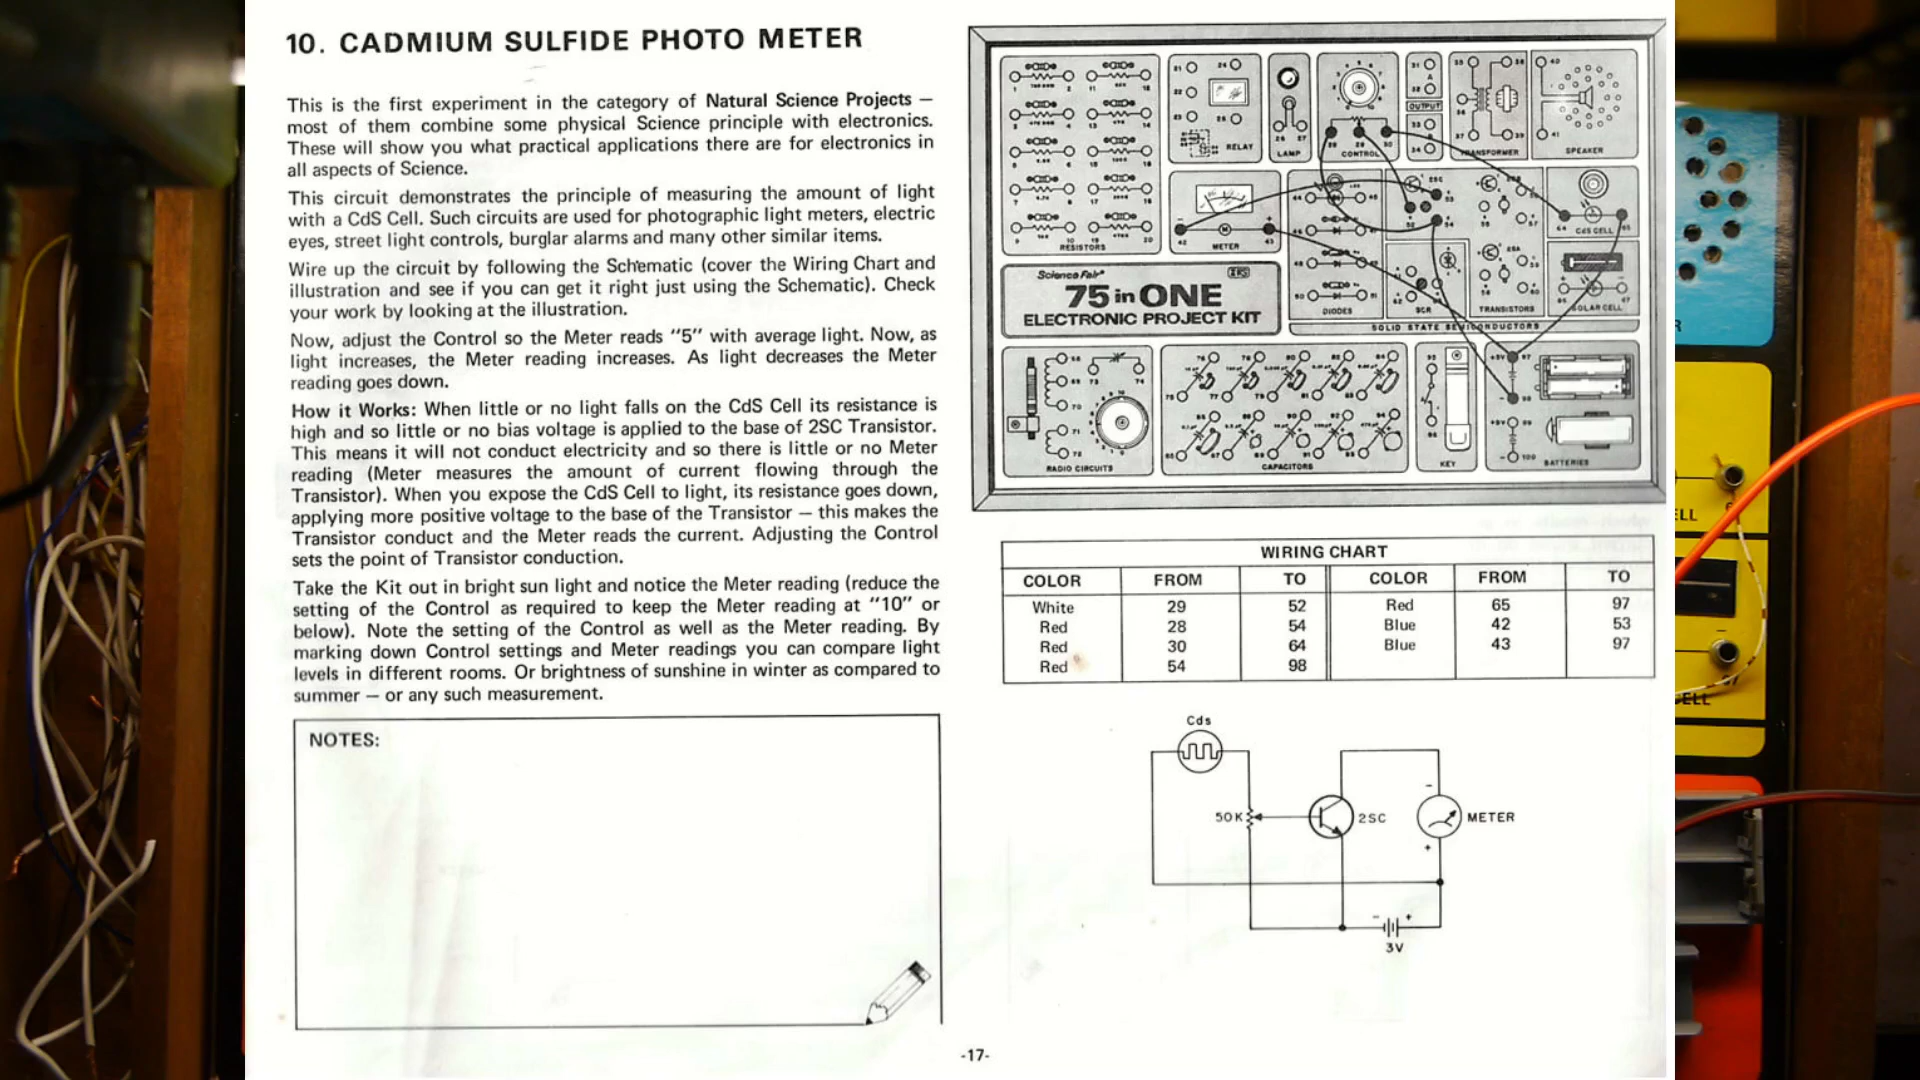 10. CADMIUM SULFIDE PHOTO METER
This is the first experiment in the category of Natural Science Projects —
most of them combine some physical Science principle with electronics.
These will show you what practical applications there are for electronics in
all aspects of Science.
This circuit demonstrates the principle of measuring the amount of light
with a CdS Cell. Such circuits are used for photographic light meters, electric
eyes, street light controls, burglar alarms and many other similar items.
Wire up the circuit by following the Schematic (cover the Wiring Chart and
illustration and see if you can get it right just using the Schematic). Check
your work by looking at the illustration.
Now, adjust the Control so the Meter reads "5" with average light. Now, as
light increases, the Meter reading increases. As light decreases the Meter
reading goes down.
How it Works: When little or no light falls on the CdS Cell its resistance is
high and so little or no bias voltage is applied to the base of 2SC Transistor.
This means it will not conduct electricity and so there is little or no Meter
reading (Meter measures the amount of current flowing through the
Transistor). When you expose the CdS Cell to light, its resistance goes down,
applying more positive voltage to the base of the Transistor — this makes the
Transistor conduct and the Meter reads the current. Adjusting the Control
sets the point of Transistor conduction.
Take the Kit out in bright sun light and notice the Meter reading (reduce the
setting of the Control as required to keep the Meter reading at "10" or
below). Note the setting of the Control as well as the Meter reading. By
marking down Control settings and Meter readings you can compare light
levels in different rooms. Or brightness of sunshine in winter as compared to
summer — or any such measurement.
NOTES:
RESISTORS
RELAY
LAMP
CONTROL
OUTPUT
TRANSFORMER
SPEAKER
METER
DIODES
SCR
TRANSISTORS
CdS CELL
SOLAR CELL
SOLID STATE SEMICONDUCTORS
Science Fair
75 in ONE
ELECTRONIC PROJECT KIT
RADIO CIRCUITS
CAPACITORS
KEY
BATTERIES
WIRING CHART
COLOR FROM TO COLOR FROM TO
White 29 52 Red 65 97
Red 28 54 Blue 42 53
Red 30 64 Blue 43 97
Red 54 98
Cds
50K
2SC
- METER
+
- +
3V
-17-